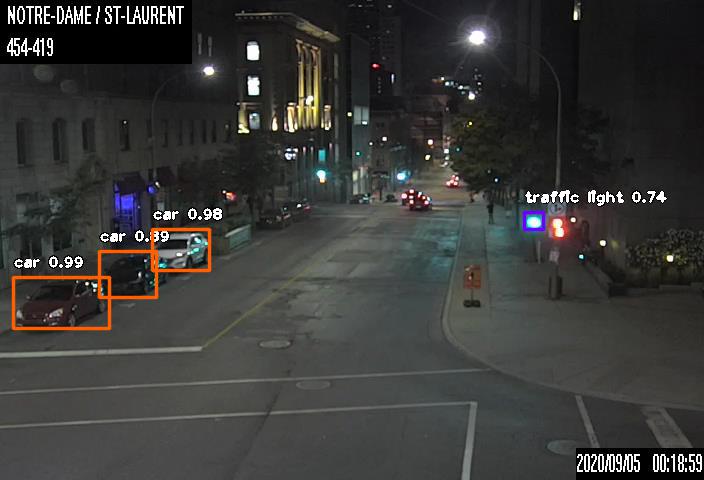 NOTRE-DAME / ST-LAURENT
454-419
traffic light 0.74
car 0.98
car 0.89
car 0.99
2020/09/05 00:18:59